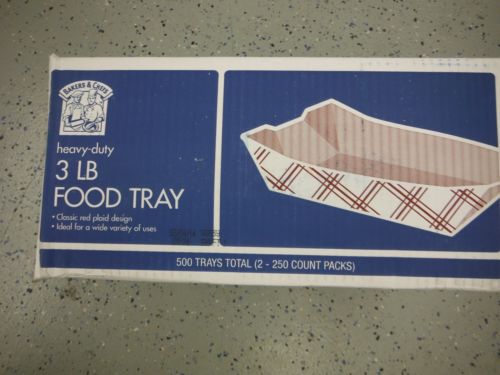 BAKERS & CHEFS
heavy-duty
3 LB
FOOD TRAY
• Classic red plaid design
• Ideal for a wide variety of uses
500 TRAYS TOTAL (2 - 250 COUNT PACKS)